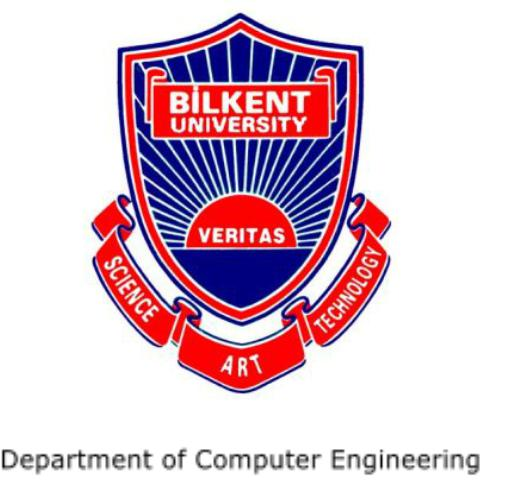 BİLKENT
UNIVERSITY
VERITAS
SCIENCE
ART
TECHNOLOGY
Department of Computer Engineering